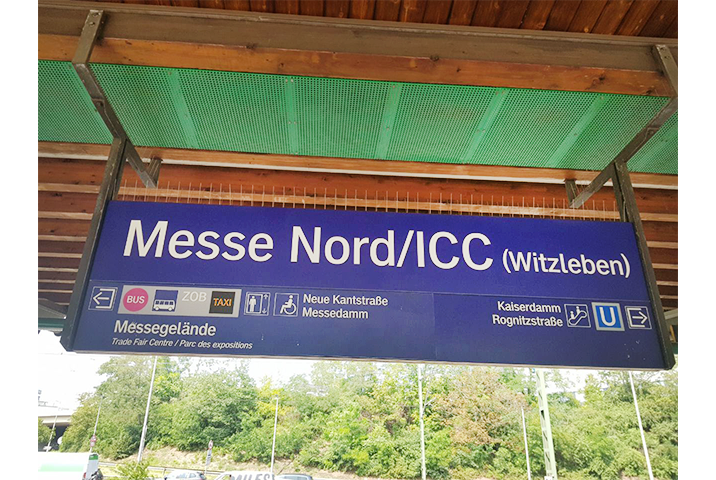 Messe Nord/ICC (Witzleben)
BUS ZOB TAXI
Neue Kantstraße
Messedamm
Messegelände
Trade Fair Centre / Parc des expositions
Kaiserdamm
Rognitzstraße
U
MILES